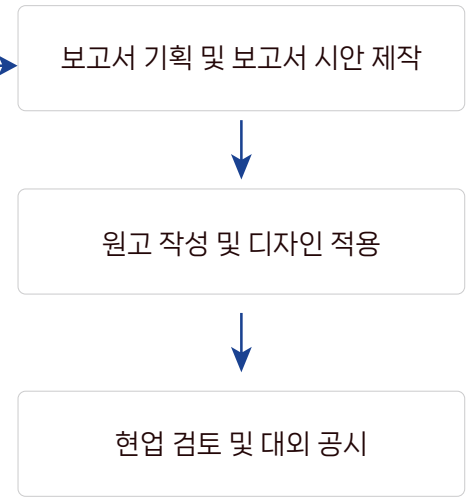 보고서 기획 및 보고서 시안 제작
원고 작성 및 디자인 적용
현업 검토 및 대외 공시